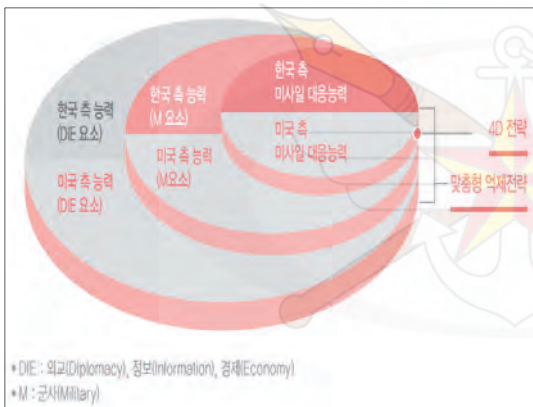 한국 측
미사일 대응능력
한국 측 능력
(M 요소)
한국 측 능력
(DIE 요소)
미국 측
미사일 대응능력
4D 전략
미국 측 능력
(M요소)
미국 측 능력
(DIE 요소)
맞춤형 억제전략
* DIE : 외교(Diplomacy), 정보(Information), 경제(Economy)
* M : 군사(Military)